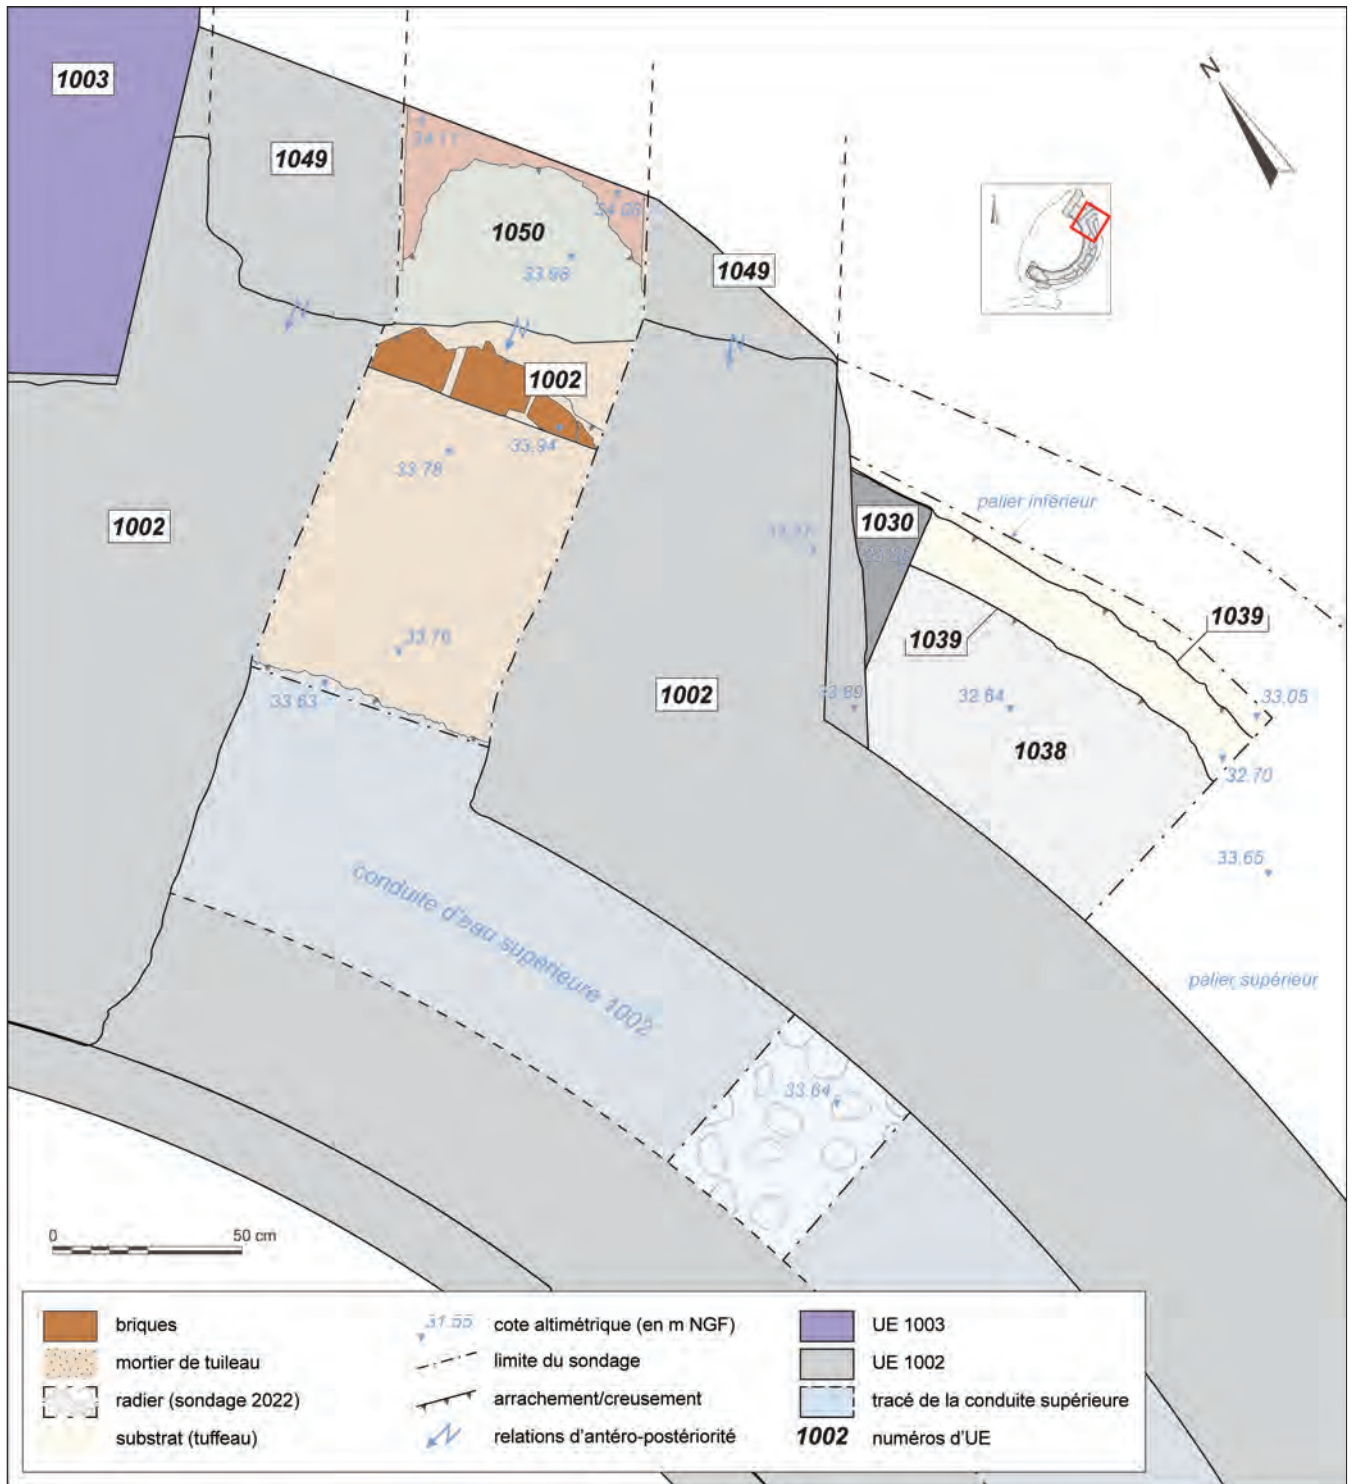 1003
N
1049
34.11
34.06
1050
33.98
1049
1002
33.94
33.78
palier inférieur
1030
1002
1039
1039
33.76
1002
33.89
32.64
33.05
33.63
1038
32.70
33.65
conduite d'eau supérieure 1002
palier supérieur
33.64
0 50 cm
briques
31.55 cote altimétrique (en m NGF)
UE 1003
mortier de tuileau
limite du sondage
UE 1002
radier (sondage 2022)
arrachement/creusement
tracé de la conduite supérieure
substrat (tuffeau)
relations d'antéro-postériorité
1002 numéros d'UE